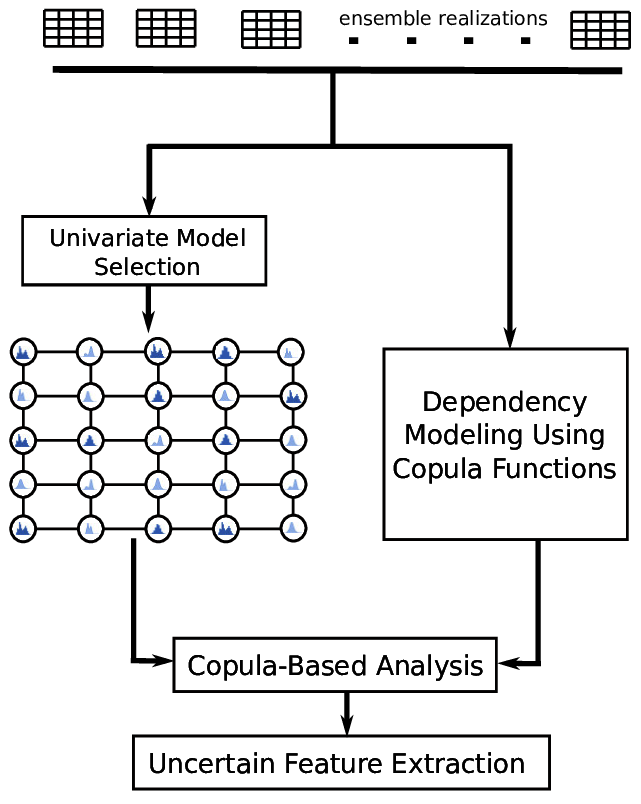 ensemble realizations
Univariate Model
Selection
Dependency
Modeling Using
Copula Functions
Copula-Based Analysis
Uncertain Feature Extraction